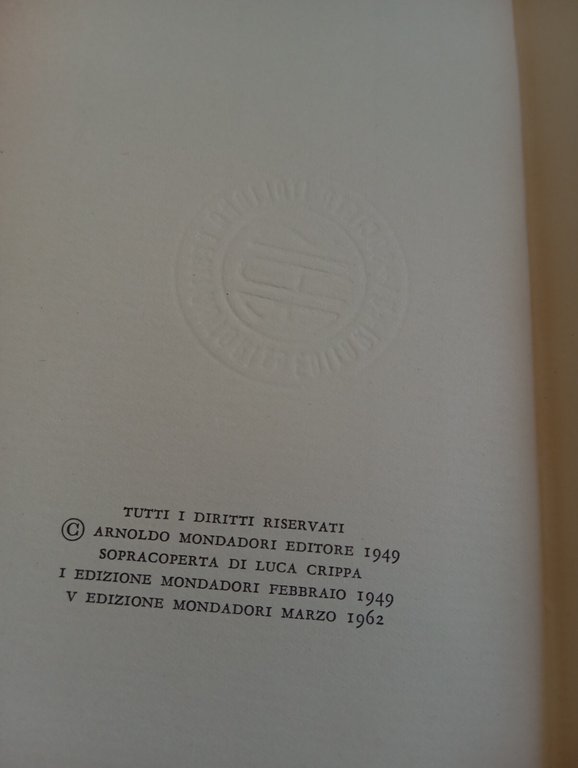 TUTTI I DIRITTI RISERVATI
© ARNOLDO MONDADORI EDITORE 1949
SOPRACOPERTA DI LUCA CRIPPA
I EDIZIONE MONDADORI FEBBRAIO 1949
V EDIZIONE MONDADORI MARZO 1962